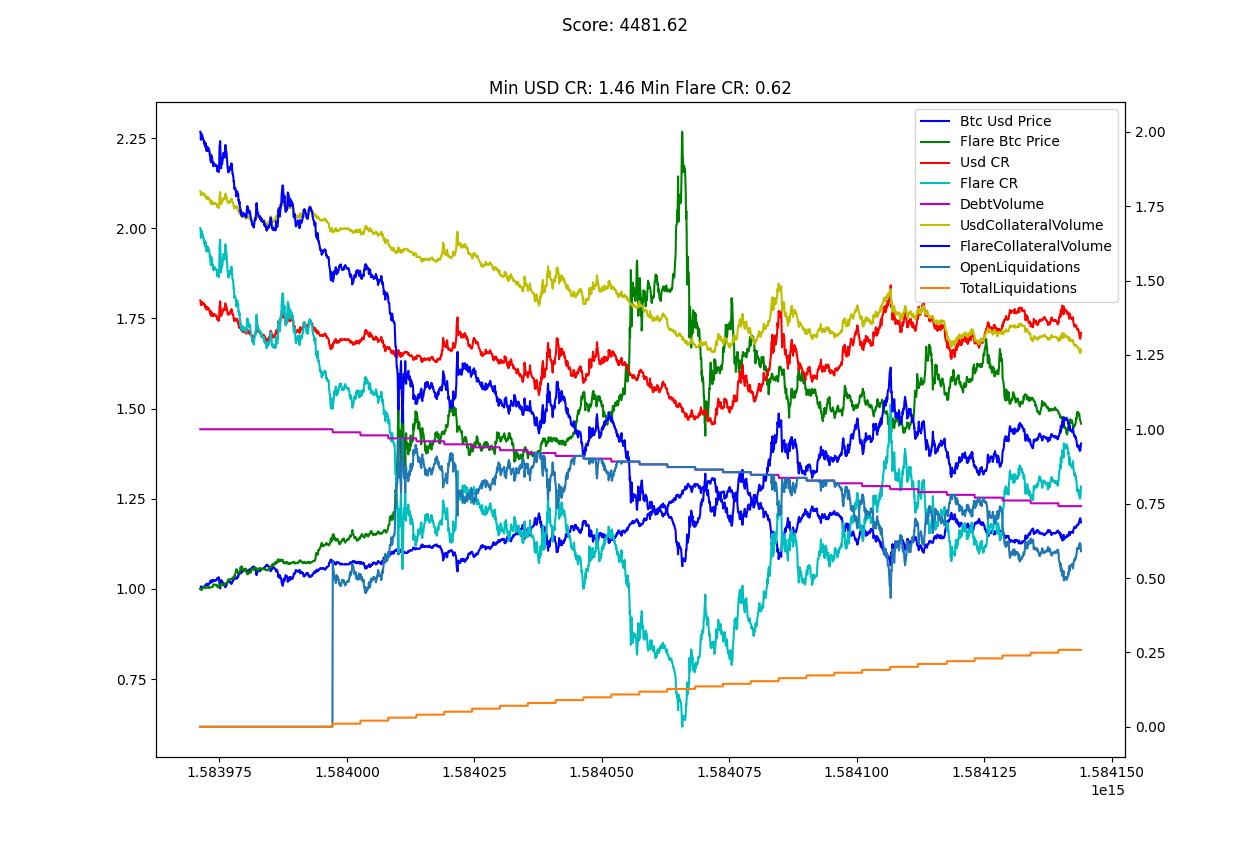 Score: 4481.62
Min USD CR: 1.46 Min Flare CR: 0.62
Btc Usd Price
Flare Btc Price
Usd CR
Flare CR
DebtVolume
UsdCollateralVolume
FlareCollateralVolume
OpenLiquidations
TotalLiquidations
2.25
2.00
1.75
1.50
1.25
1.00
0.75
2.00
1.75
1.50
1.25
1.00
0.75
0.50
0.25
0.00
1.583975 1.584000 1.584025 1.584050 1.584075 1.584100 1.584125 1.584150
1e15